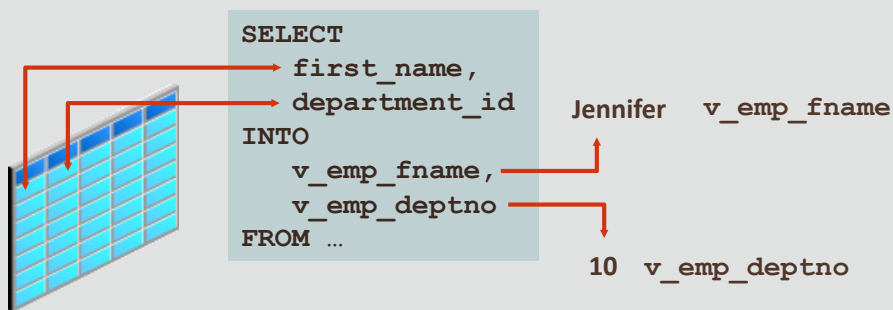 SELECT
first_name,
department_id
INTO
v_emp_fname,
v_emp_deptno
FROM …
Jennifer v_emp_fname
10 v_emp_deptno